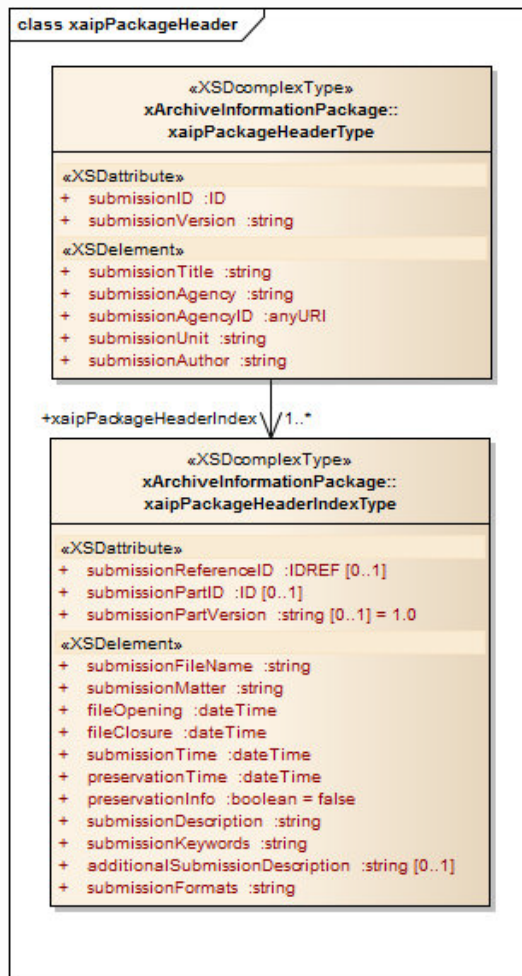 class xaipPackageHeader
«XSDcomplexType»
xArchiveInformationPackage::
xaipPackageHeaderType
«XSDattribute»
+ submissionID :ID
+ submissionVersion :string
«XSDelement»
+ submissionTitle :string
+ submissionAgency :string
+ submissionAgencyID :anyURI
+ submissionUnit :string
+ submissionAuthor :string
+xaipPackageHeaderIndex 1..*
«XSDcomplexType»
xArchiveInformationPackage::
xaipPackageHeaderIndexType
«XSDattribute»
+ submissionReferenceID :IDREF [0..1]
+ submissionPartID :ID [0..1]
+ submissionPartVersion :string [0..1] = 1.0
«XSDelement»
+ submissionFileName :string
+ submissionMatter :string
+ fileOpening :dateTime
+ fileClosure :dateTime
+ submissionTime :dateTime
+ preservationTime :dateTime
+ preservationInfo :boolean = false
+ submissionDescription :string
+ submissionKeywords :string
+ additionalSubmissionDescription :string [0..1]
+ submissionFormats :string